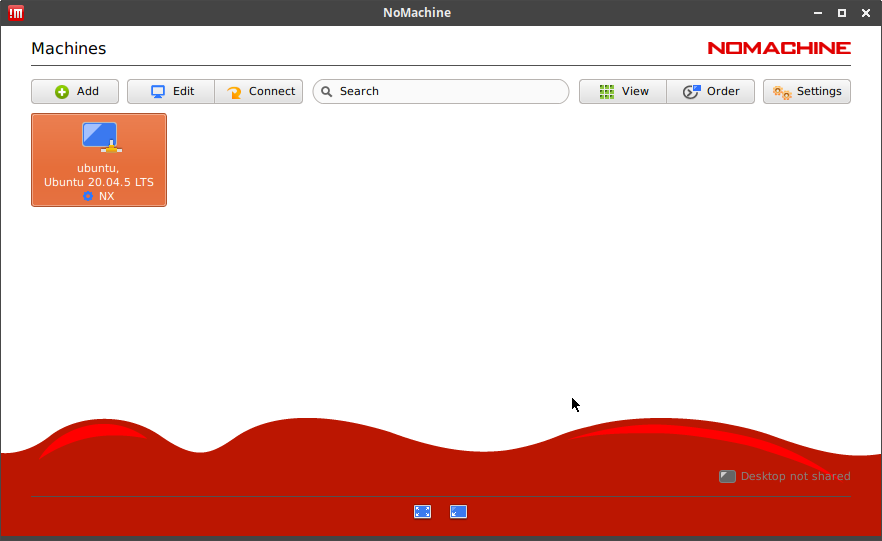 !M
NoMachine
Machines
NOMACHINE
Add
Edit
Connect
Search
View
Order
Settings
ubuntu,
Ubuntu 20.04.5 LTS
NX
Desktop not shared